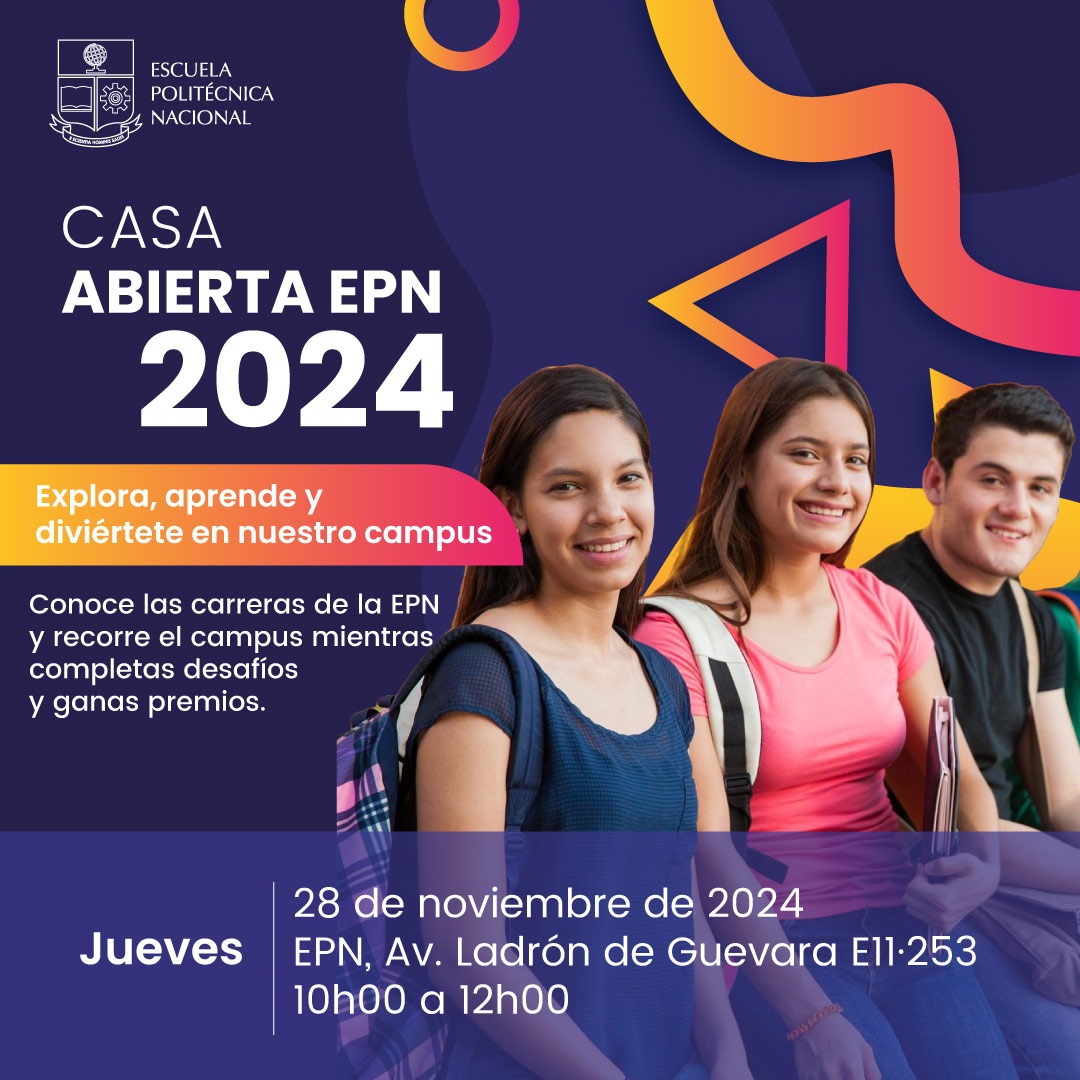 ESCUELA
POLITÉCNICA
NACIONAL
CASA
ABIERTA EPN
2024
Explora, aprende y
diviértete en nuestro campus
Conoce las carreras de la EPN
y recorre el campus mientras
completas desafíos
y ganas premios.
Jueves
28 de noviembre de 2024
EPN, Av. Ladrón de Guevara E11·253
10h00 a 12h00